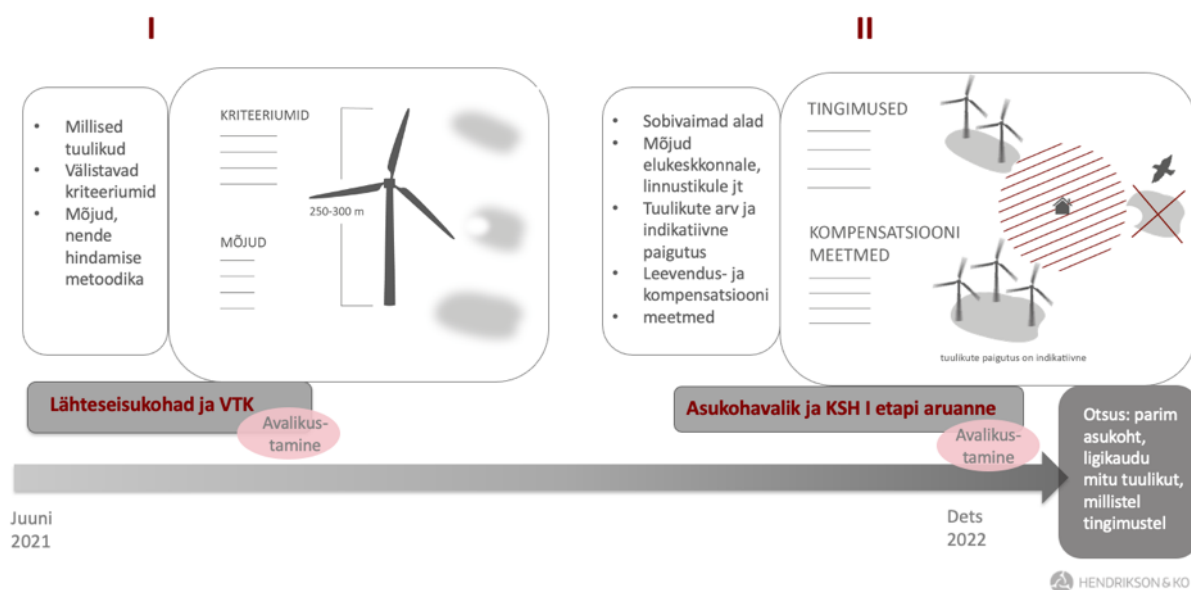 I
• Millised
tuulikud
• Välistavad
kriteeriumid
• Mõjud,
nende
hindamise
metoodika
KRITEERIUMID
250-300 m
MÕJUD
Lähteseisukohad ja VTK
Avalikus-
tamine
II
• Sobivaimad alad
• Mõjud
elukeskkonnale,
linnustikule jt
• Tuulikute arv ja
indikatiivne
paigutus
• Leevendus- ja
• kompensatsiooni
• meetmed
TINGIMUSED
KOMPENSATSIOONI
MEETMED
tuulikute paigutus on indikatiivne
Asukohavalik ja KSH I etapi aruanne
Avalikus-
tamine
Otsus: parim
asukoht,
ligikaudu
mitu tuulikut,
millistel
tingimustel
Juuni
2021
Dets
2022
HENDRIKSON & KO